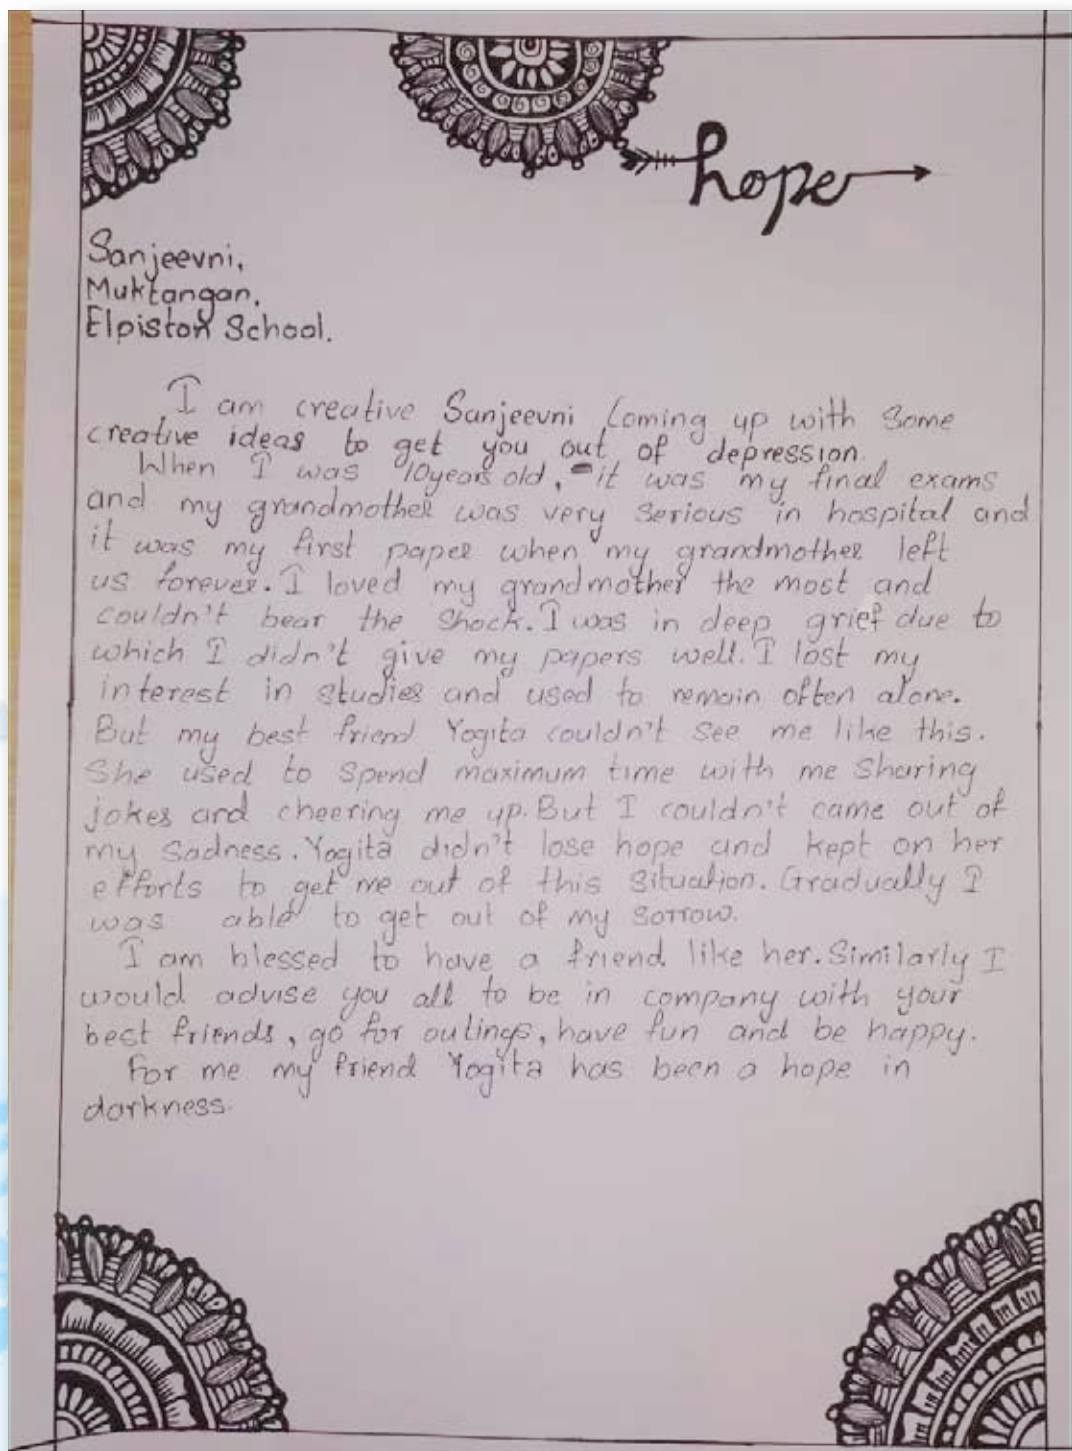 hope
Sanjeevni,
Muktangan,
Elpiston School.
I am creative Sanjeevni Coming up with Some
creative ideas to get you out of depression.
When I was 10years old, it was my final exams
and my grandmother was very serious in hospital and
it was my first paper when my grandmother left
us forever. I loved my grandmother the most and
couldn't bear the shock. I was in deep grief due to
which I didn't give my papers well. I lost my
interest in studies and used to remain often alone.
But my best friend Yogita couldn't see me like this.
She used to spend maximum time with me sharing
jokes and cheering me up. But I couldn't came out of
my sadness. Yogita didn't lose hope and kept on her
efforts to get me out of this situation. Gradually I
was able to get out of my sorrow.
I am blessed to have a friend like her. Similarly I
would advise you all to be in company with your
best friends, go for outings, have fun and be happy.
For me my friend Yogita has been a hope in
darkness.